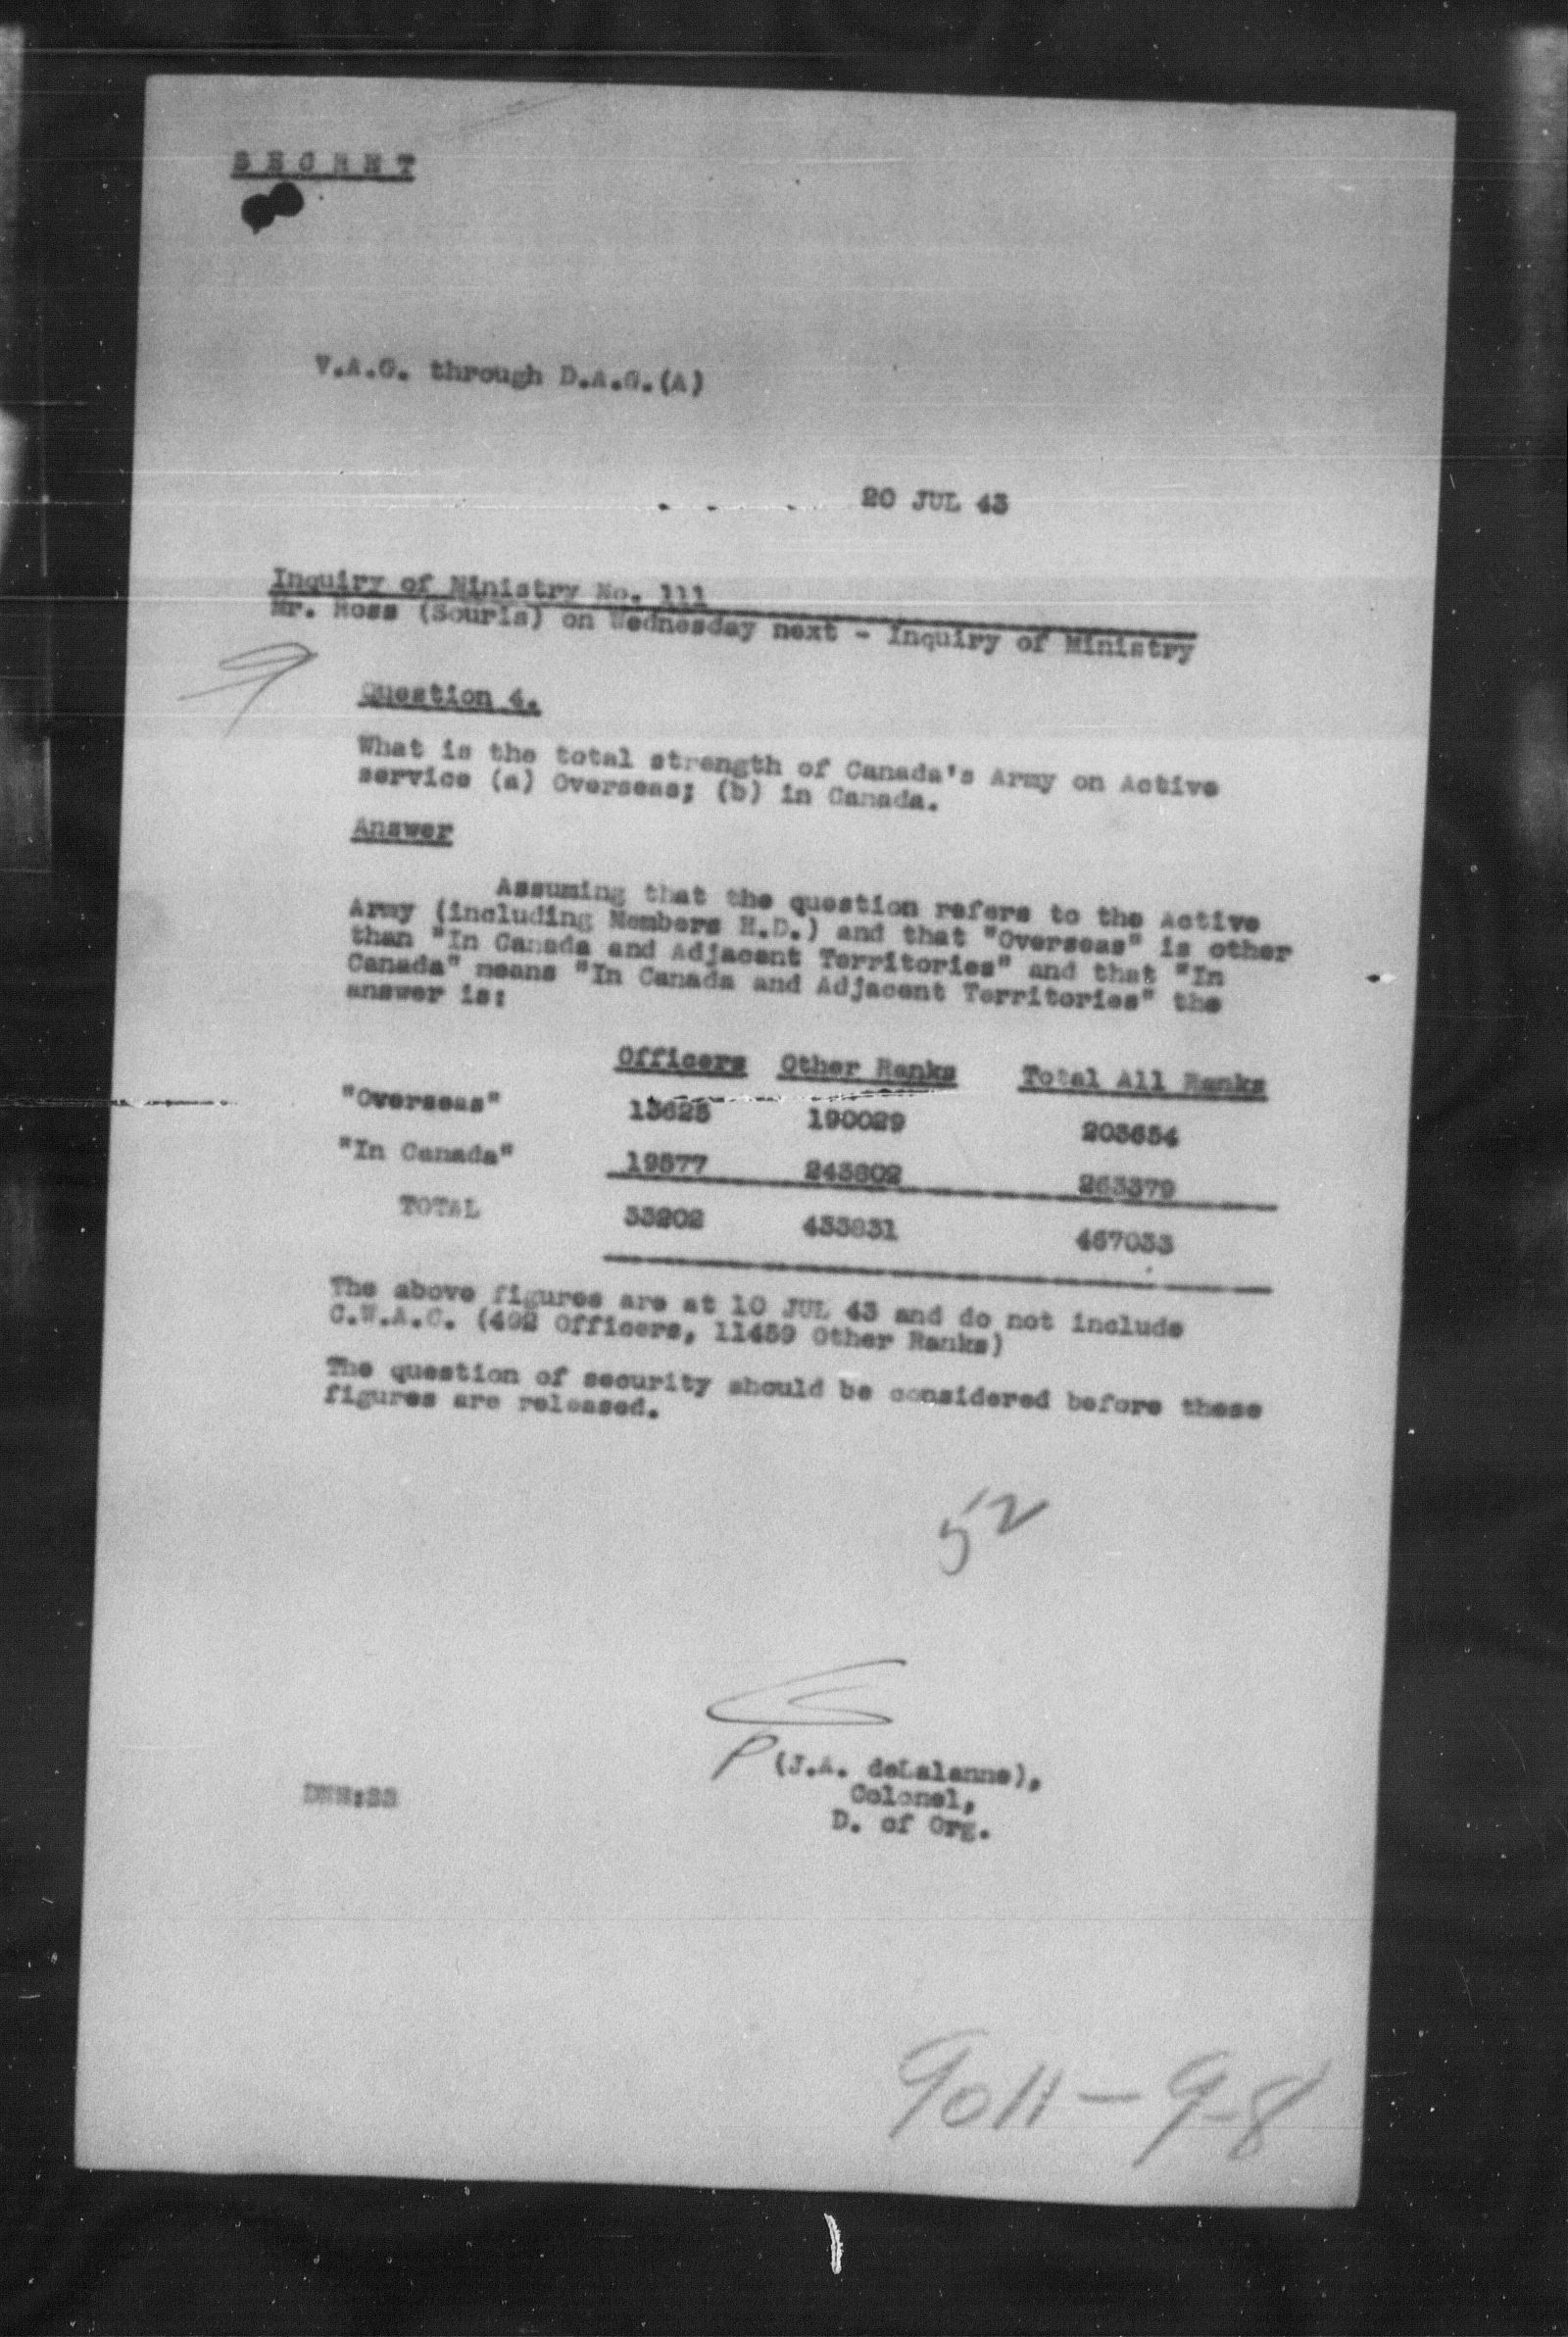 S E C R E T
V.A.G. through D.A.G.(A)
20 JUL 43
Inquiry of Ministry No. 111
Mr. Ross (Souris) on Wednesday next - Inquiry of Ministry
9
Question 4.
What is the total strength of Canada's Army on Active
service (a) Overseas; (b) in Canada.
Answer
Assuming that the question refers to the Active
Army (including Members H.D.) and that "Overseas" is other
than "In Canada and Adjacent Territories" and that "In
Canada" means "In Canada and Adjacent Territories" the
answer is:
Officers Other Ranks Total All Ranks
"Overseas" 13625 190029 203654
"In Canada" 19577 243802 263379
TOTAL 33202 433831 467033
The above figures are at 10 JUL 43 and do not include
C.W.A.C. (492 Officers, 11459 Other Ranks)
The question of security should be considered before these
figures are released.
52
(J.A. deLalanne),
Colonel,
D. of Org.
9011-9-8